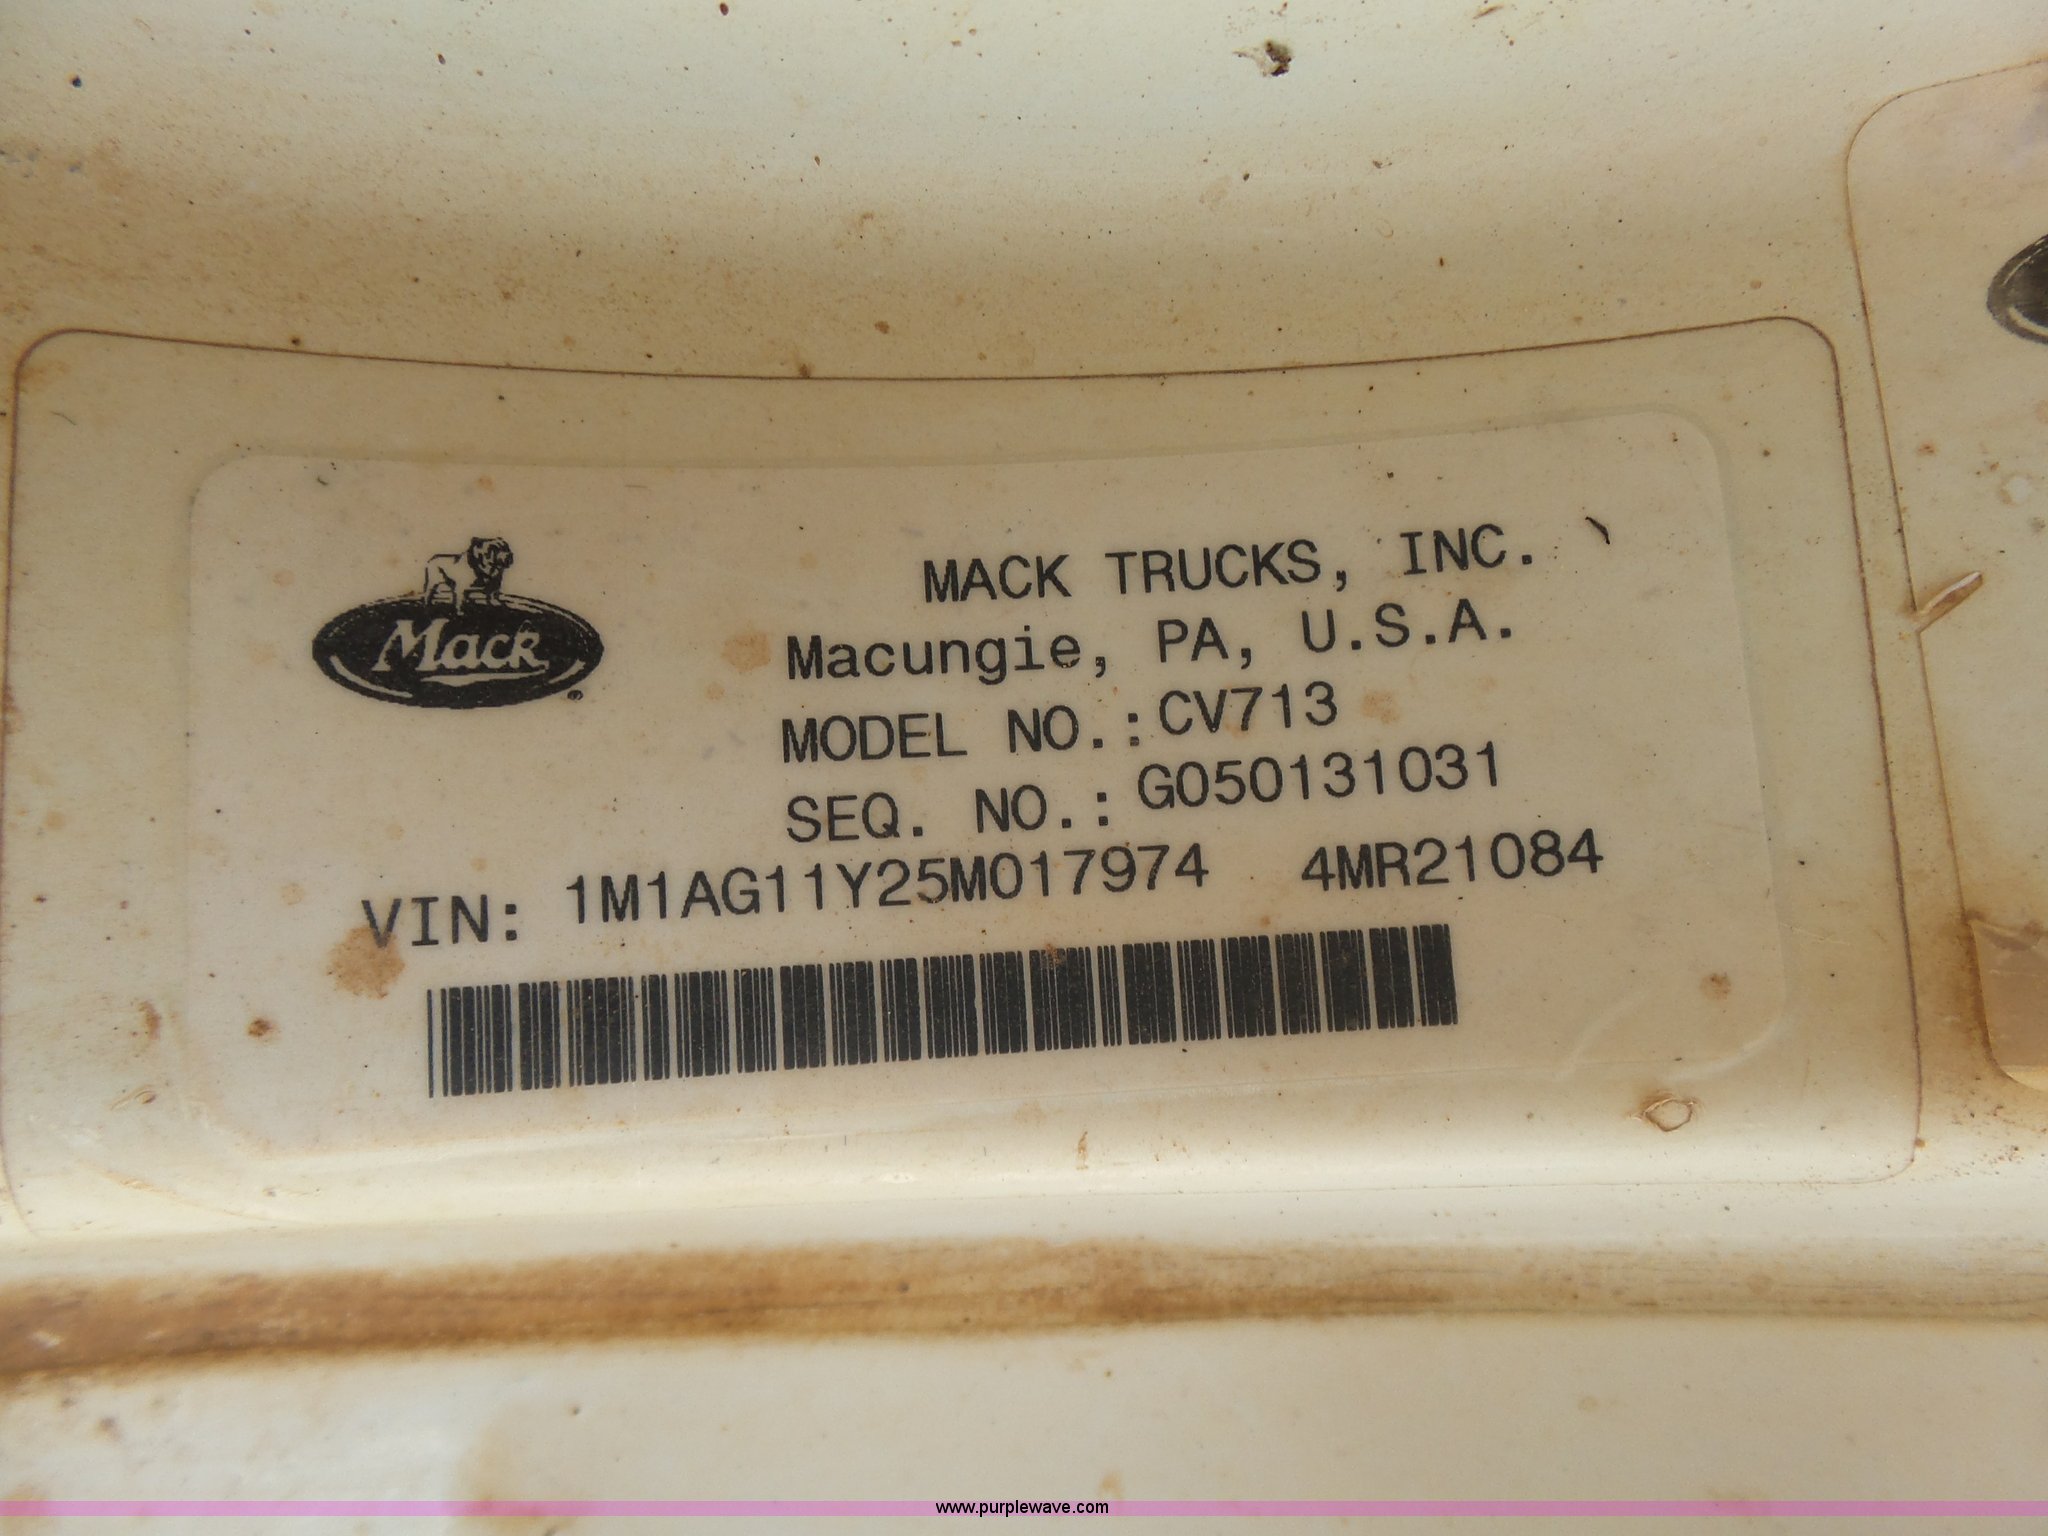 Mack
MACK TRUCKS, INC.
Macungie, PA, U.S.A.
MODEL NO.: CV713
SEQ. NO.: G050131031
VIN: 1M1AG11Y25M017974 4MR21084
www.purplewave.com